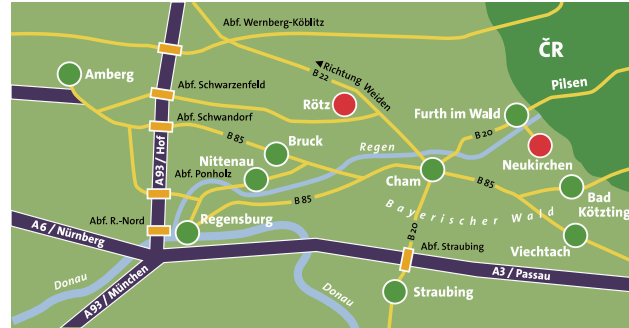 Abf. Wernberg-Köblitz
ČR
Richtung Weiden
B 22
Amberg
Abf. Schwarzenfeld
Pilsen
Rötz
Furth im Wald
Abf. Schwandorf
B 85
Bruck
B 20
A93 / Hof
Regen
Nittenau
Neukirchen
Abf. Ponholz
Cham
B 85
B 85
Bad
Kötzting
Bayerischer Wald
Abf. R.-Nord
Regensburg
A6 / Nürnberg
B 20
Abf. Straubing
Viechtach
A3 / Passau
Donau
A93 / München
Donau
Straubing